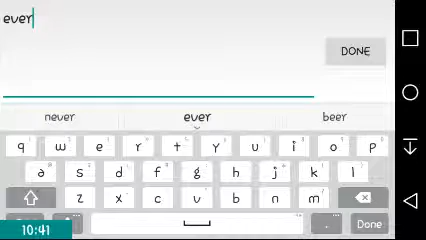 ever
DONE
never ever beer
q w e r t y u i o p
a s d f g h j k l
z x c v b n m
. Done
10:41